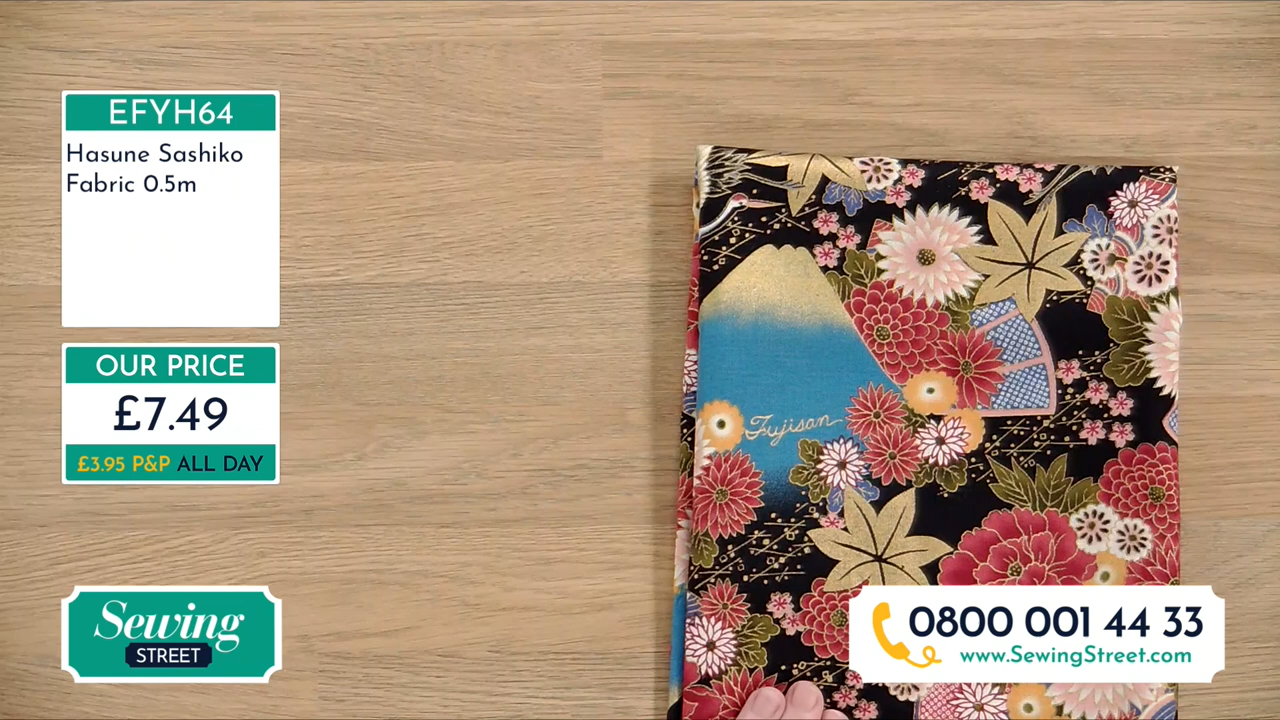 EFYH64
Hasune Sashiko
Fabric 0.5m
OUR PRICE
£7.49
£3.95 P&P ALL DAY
Fujisan
Sewing
STREET
0800 001 44 33
www.SewingStreet.com